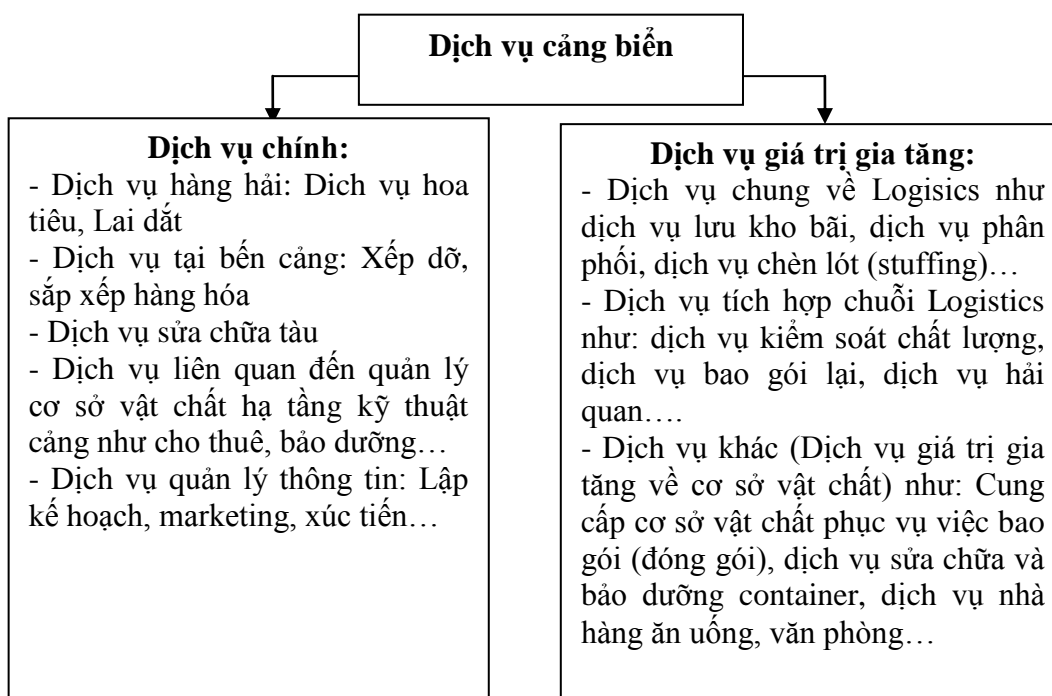 Dịch vụ cảng biển
Dịch vụ chính:
- Dịch vụ hàng hải: Dich vụ hoa
tiêu, Lai dắt
- Dịch vụ tại bến cảng: Xếp dỡ,
sắp xếp hàng hóa
- Dịch vụ sửa chữa tàu
- Dịch vụ liên quan đến quản lý
cơ sở vật chất hạ tầng kỹ thuật
cảng như cho thuê, bảo dưỡng…
- Dịch vụ quản lý thông tin: Lập
kế hoạch, marketing, xúc tiến…
Dịch vụ giá trị gia tăng:
- Dịch vụ chung về Logisics như
dịch vụ lưu kho bãi, dịch vụ phân
phối, dịch vụ chèn lót (stuffing)…
- Dịch vụ tích hợp chuỗi Logistics
như: dịch vụ kiểm soát chất lượng,
dịch vụ bao gói lại, dịch vụ hải
quan….
- Dịch vụ khác (Dịch vụ giá trị gia
tăng về cơ sở vật chất) như: Cung
cấp cơ sở vật chất phục vụ việc bao
gói (đóng gói), dịch vụ sửa chữa và
bảo dưỡng container, dịch vụ nhà
hàng ăn uống, văn phòng…